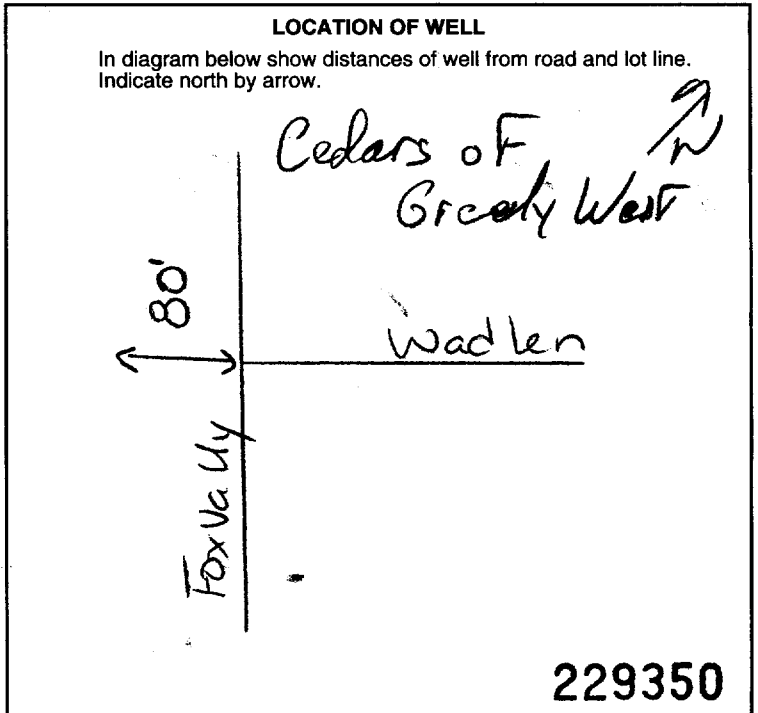 LOCATION OF WELL
In diagram below show distances of well from road and lot line.
Indicate north by arrow.
Cedars of
Greely West
N
80'
Wadlen
Fox Vally
229350